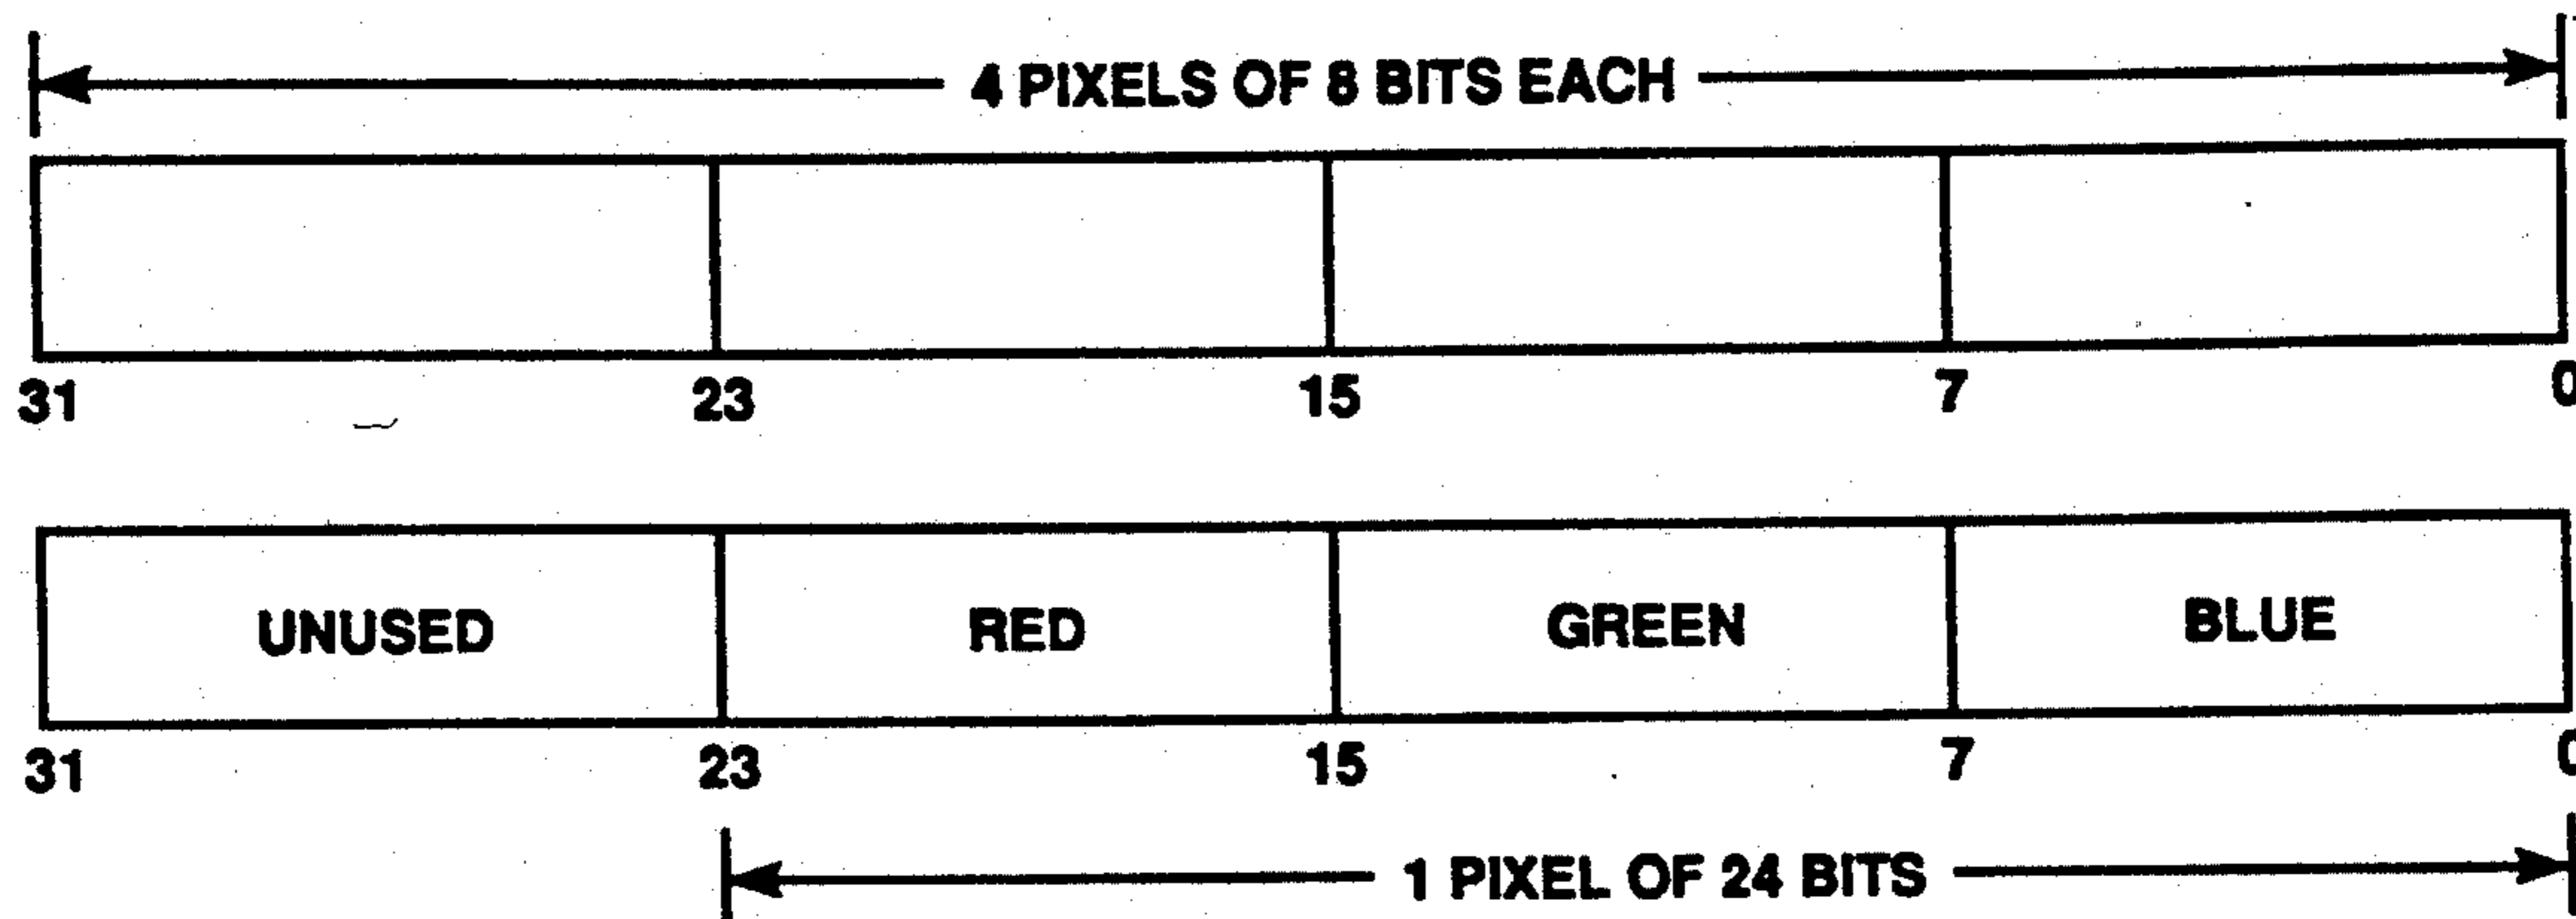 4 PIXELS OF 8 BITS EACH
31 23 15 7 0
UNUSED RED GREEN BLUE
31 23 15 7 0
1 PIXEL OF 24 BITS